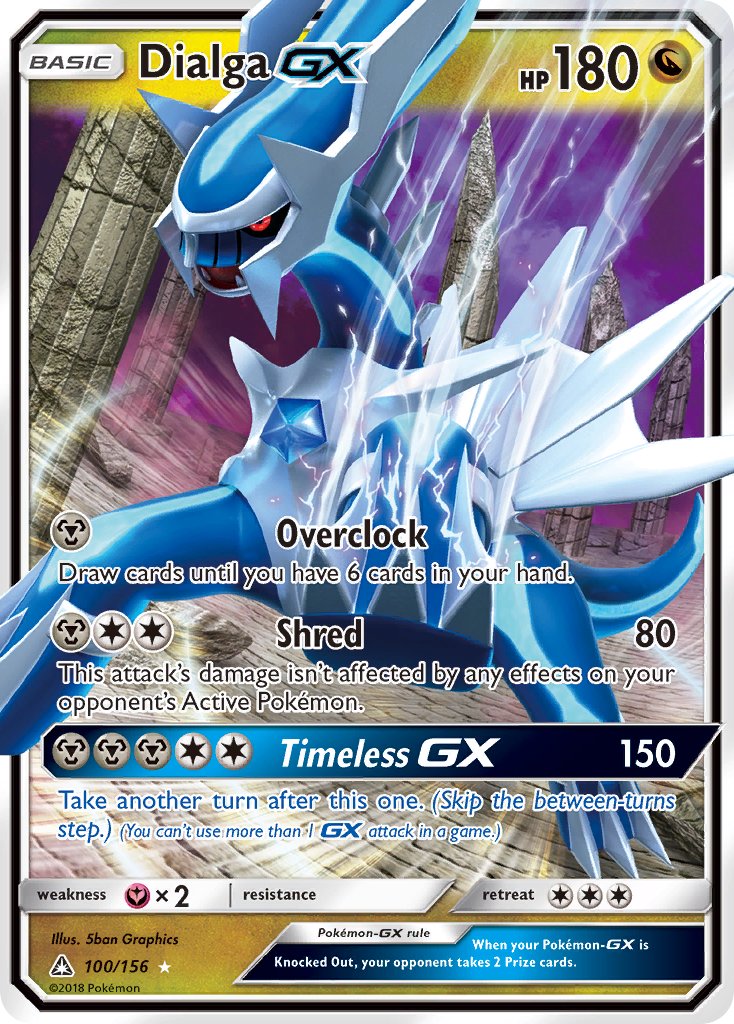 BASIC Dialga GX HP 180
Overclock
Draw cards until you have 6 cards in your hand.
Shred 80
This attack's damage isn't affected by any effects on your
opponent's Active Pokémon.
Timeless GX 150
Take another turn after this one. (Skip the between-turns
step.) (You can't use more than 1 GX attack in a game.)
weakness × 2 resistance retreat
Illus. 5ban Graphics
100/156
©2018 Pokémon
Pokémon-GX rule
When your Pokémon-GX is
Knocked Out, your opponent takes 2 Prize cards.